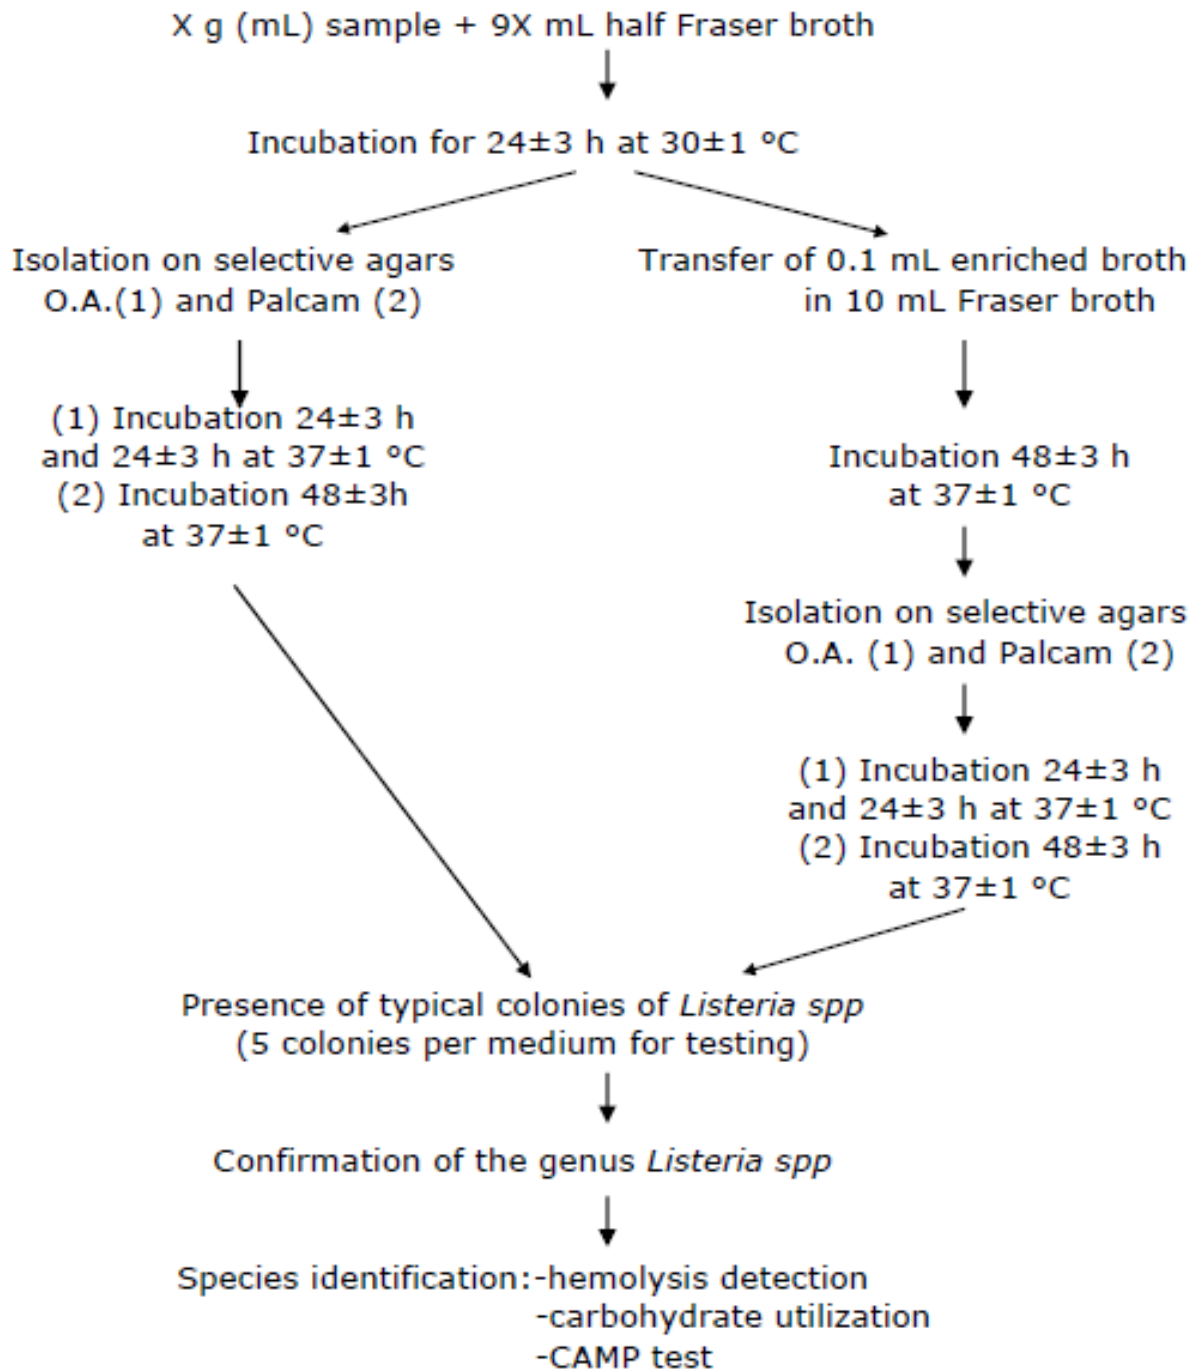 X g (mL) sample + 9X mL half Fraser broth
Incubation for 24±3 h at 30±1 °C
Isolation on selective agars
O.A.(1) and Palcam (2)
(1) Incubation 24±3 h
and 24±3 h at 37±1 °C
(2) Incubation 48±3h
at 37±1 °C
Transfer of 0.1 mL enriched broth
in 10 mL Fraser broth
Incubation 48±3 h
at 37±1 °C
Isolation on selective agars
O.A. (1) and Palcam (2)
(1) Incubation 24±3 h
and 24±3 h at 37±1 °C
(2) Incubation 48±3 h
at 37±1 °C
Presence of typical colonies of Listeria spp
(5 colonies per medium for testing)
Confirmation of the genus Listeria spp
Species identification:-hemolysis detection
-carbohydrate utilization
-CAMP test